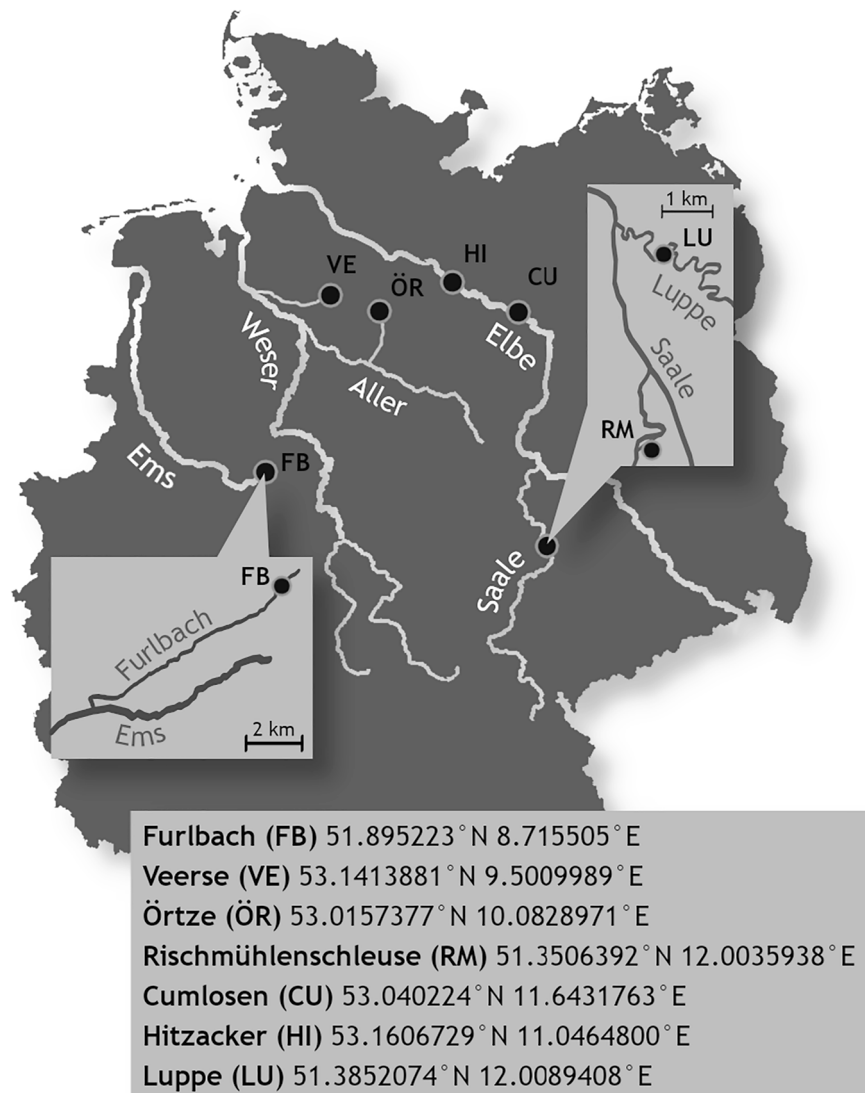 1 km
LU
HI
VE
CU
ÖR
Luppe
Weser
Elbe
Saale
Aller
RM
Ems
FB
Saale
FB
Furlbach
Ems
2 km
Furlbach (FB) 51.895223°N 8.715505°E
Veerse (VE) 53.1413881°N 9.5009989°E
Örtze (ÖR) 53.0157377°N 10.0828971°E
Rischmühlenschleuse (RM) 51.3506392°N 12.0035938°E
Cumlosen (CU) 53.040224°N 11.6431763°E
Hitzacker (HI) 53.1606729°N 11.0464800°E
Luppe (LU) 51.3852074°N 12.0089408°E